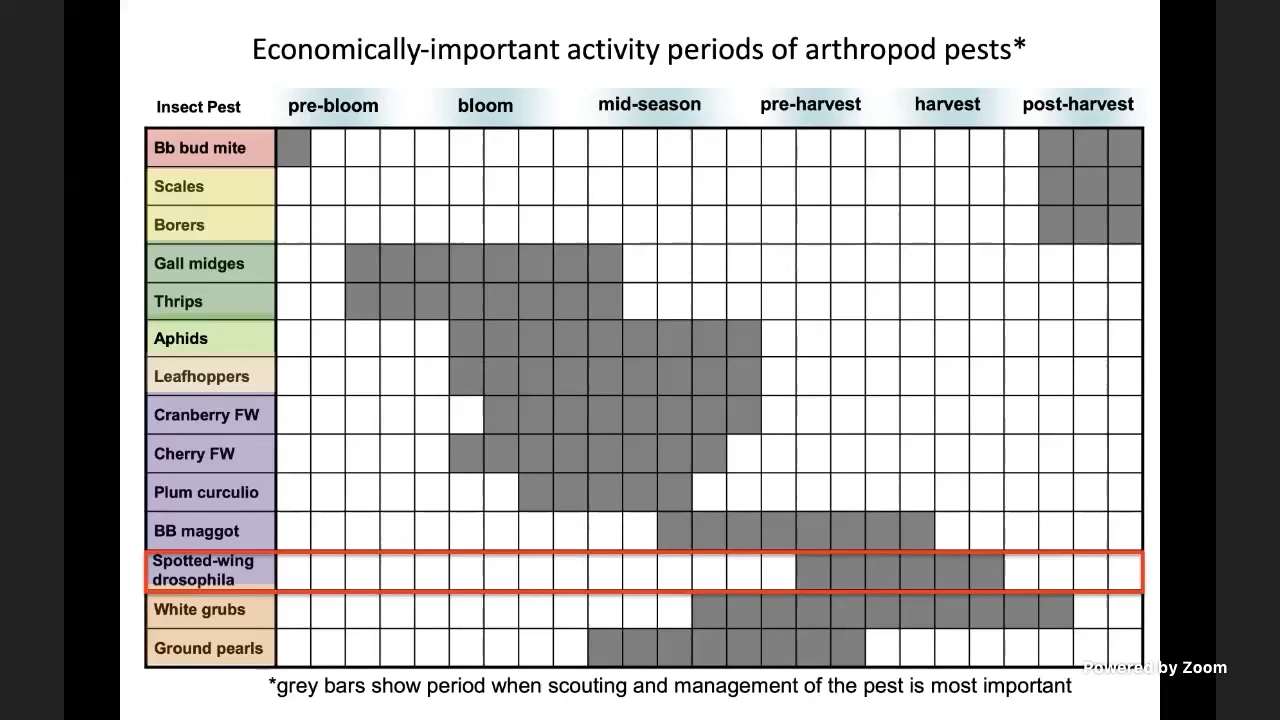 Economically-important activity periods of arthropod pests*
Insect Pest pre-bloom bloom mid-season pre-harvest harvest post-harvest
Bb bud mite
Scales
Borers
Gall midges
Thrips
Aphids
Leafhoppers
Cranberry FW
Cherry FW
Plum curculio
BB maggot
Spotted-wing
drosophila
White grubs
Ground pearls
Powered by Zoom
*grey bars show period when scouting and management of the pest is most important